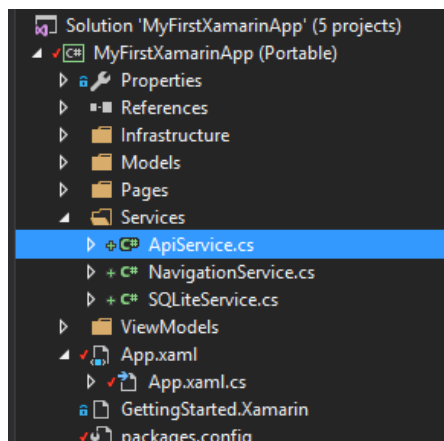 Solution 'MyFirstXamarinApp' (5 projects)
C# MyFirstXamarinApp (Portable)
Properties
References
Infrastructure
Models
Pages
Services
C# ApiService.cs
C# NavigationService.cs
C# SQLiteService.cs
ViewModels
App.xaml
App.xaml.cs
GettingStarted.Xamarin
packages.config